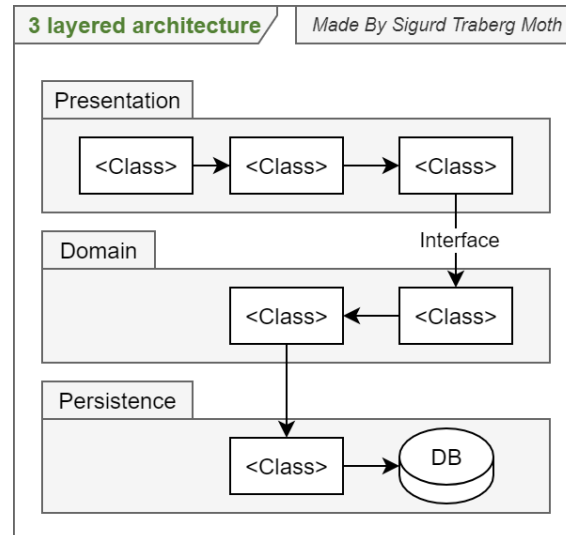 3 layered architecture
Made By Sigurd Traberg Moth
Presentation
<Class> <Class> <Class>
Interface
Domain
<Class> <Class>
Persistence
<Class> DB